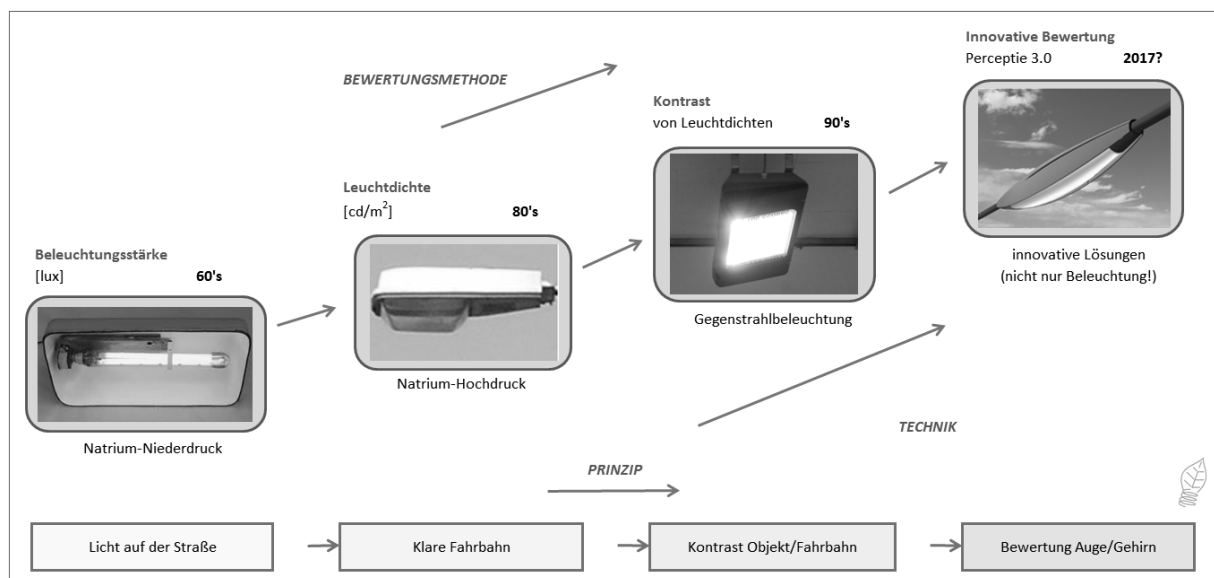 Innovative Bewertung
Perceptie 3.0 2017?
BEWERTUNGSMETHODE
Kontrast
von Leuchtdichten 90's
Leuchtdichte
[cd/m²] 80's
Beleuchtungsstärke
[lux] 60's
innovative Lösungen
(nicht nur Beleuchtung!)
Gegenstrahlbeleuchtung
Natrium-Hochdruck
Natrium-Niederdruck
TECHNIK
PRINZIP
Licht auf der Straße
Klare Fahrbahn
Kontrast Objekt/Fahrbahn
Bewertung Auge/Gehirn